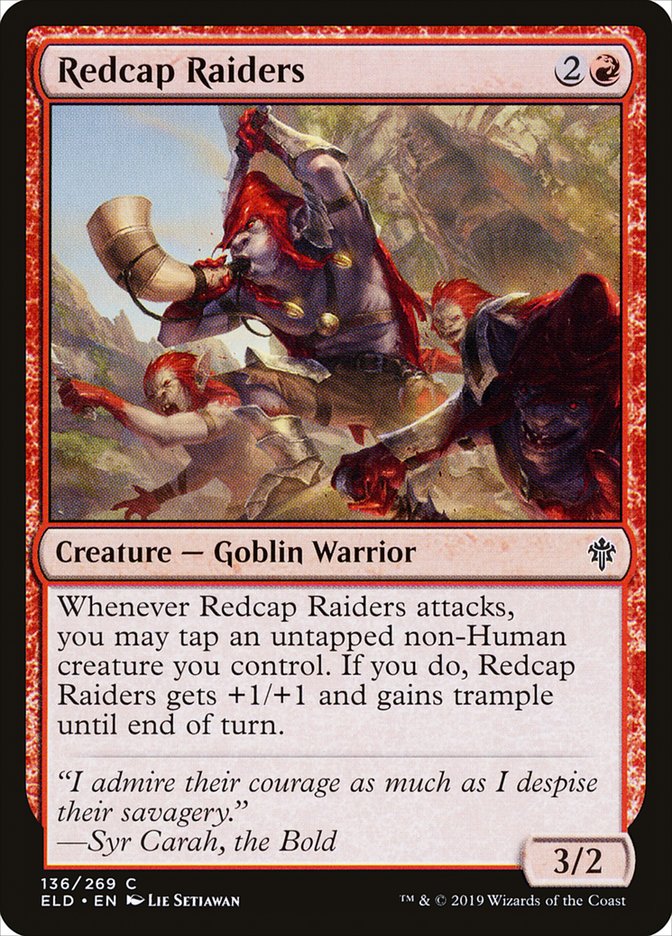 Redcap Raiders 2
Creature — Goblin Warrior
Whenever Redcap Raiders attacks,
you may tap an untapped non-Human
creature you control. If you do, Redcap
Raiders gets +1/+1 and gains trample
until end of turn.
“I admire their courage as much as I despise
their savagery.”
—Syr Carah, the Bold
3/2
136/269 C
ELD • EN Lie Setiawan
™ & © 2019 Wizards of the Coast